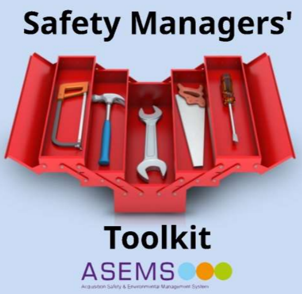 Safety Managers'
Toolkit
ASEMS
Acquisition Safety & Environmental Management System